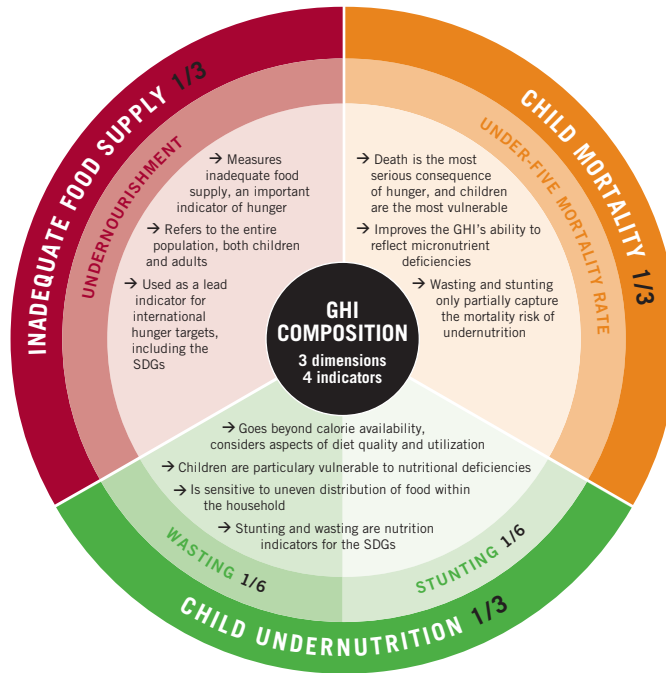 INADEQUATE FOOD SUPPLY 1/3
UNDERNOURISHMENT
→ Measures
inadequate food
supply, an important
indicator of hunger
→ Refers to the entire
population, both children
and adults
→ Used as a lead
indicator for
international
hunger targets,
including the
SDGs
CHILD MORTALITY 1/3
UNDER-FIVE MORTALITY RATE
→ Death is the most
serious consequence
of hunger, and children
are the most vulnerable
→ Improves the GHI’s ability to
reflect micronutrient
deficiencies
→ Wasting and stunting
only partially capture
the mortality risk of
undernutrition
GHI
COMPOSITION
3 dimensions
4 indicators
→ Goes beyond calorie availability,
considers aspects of diet quality and utilization
→ Children are particulary vulnerable to nutritional deficiencies
→ Is sensitive to uneven distribution of food within
the household
→ Stunting and wasting are nutrition
indicators for the SDGs
WASTING 1/6
STUNTING 1/6
CHILD UNDERNUTRITION 1/3